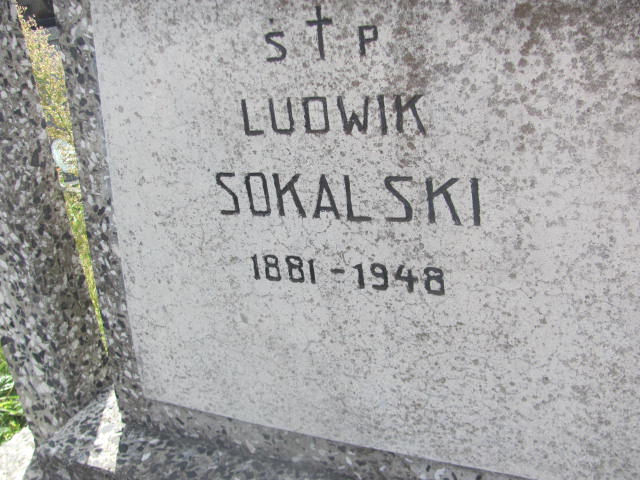 Ś † P
LUDWIK
SOKALSKI
1881-1948